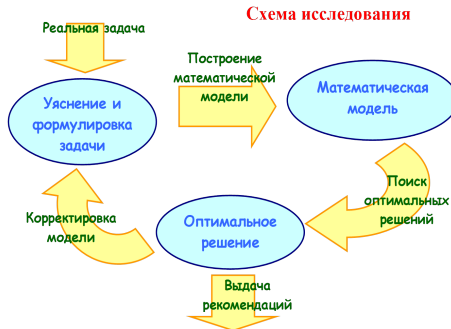 Схема исследования
Реальная задача
Уяснение и
формулировка
задачи
Построение
математической
модели
Математическая
модель
Поиск
оптимальных
решений
Оптимальное
решение
Корректировка
модели
Выдача
рекомендаций